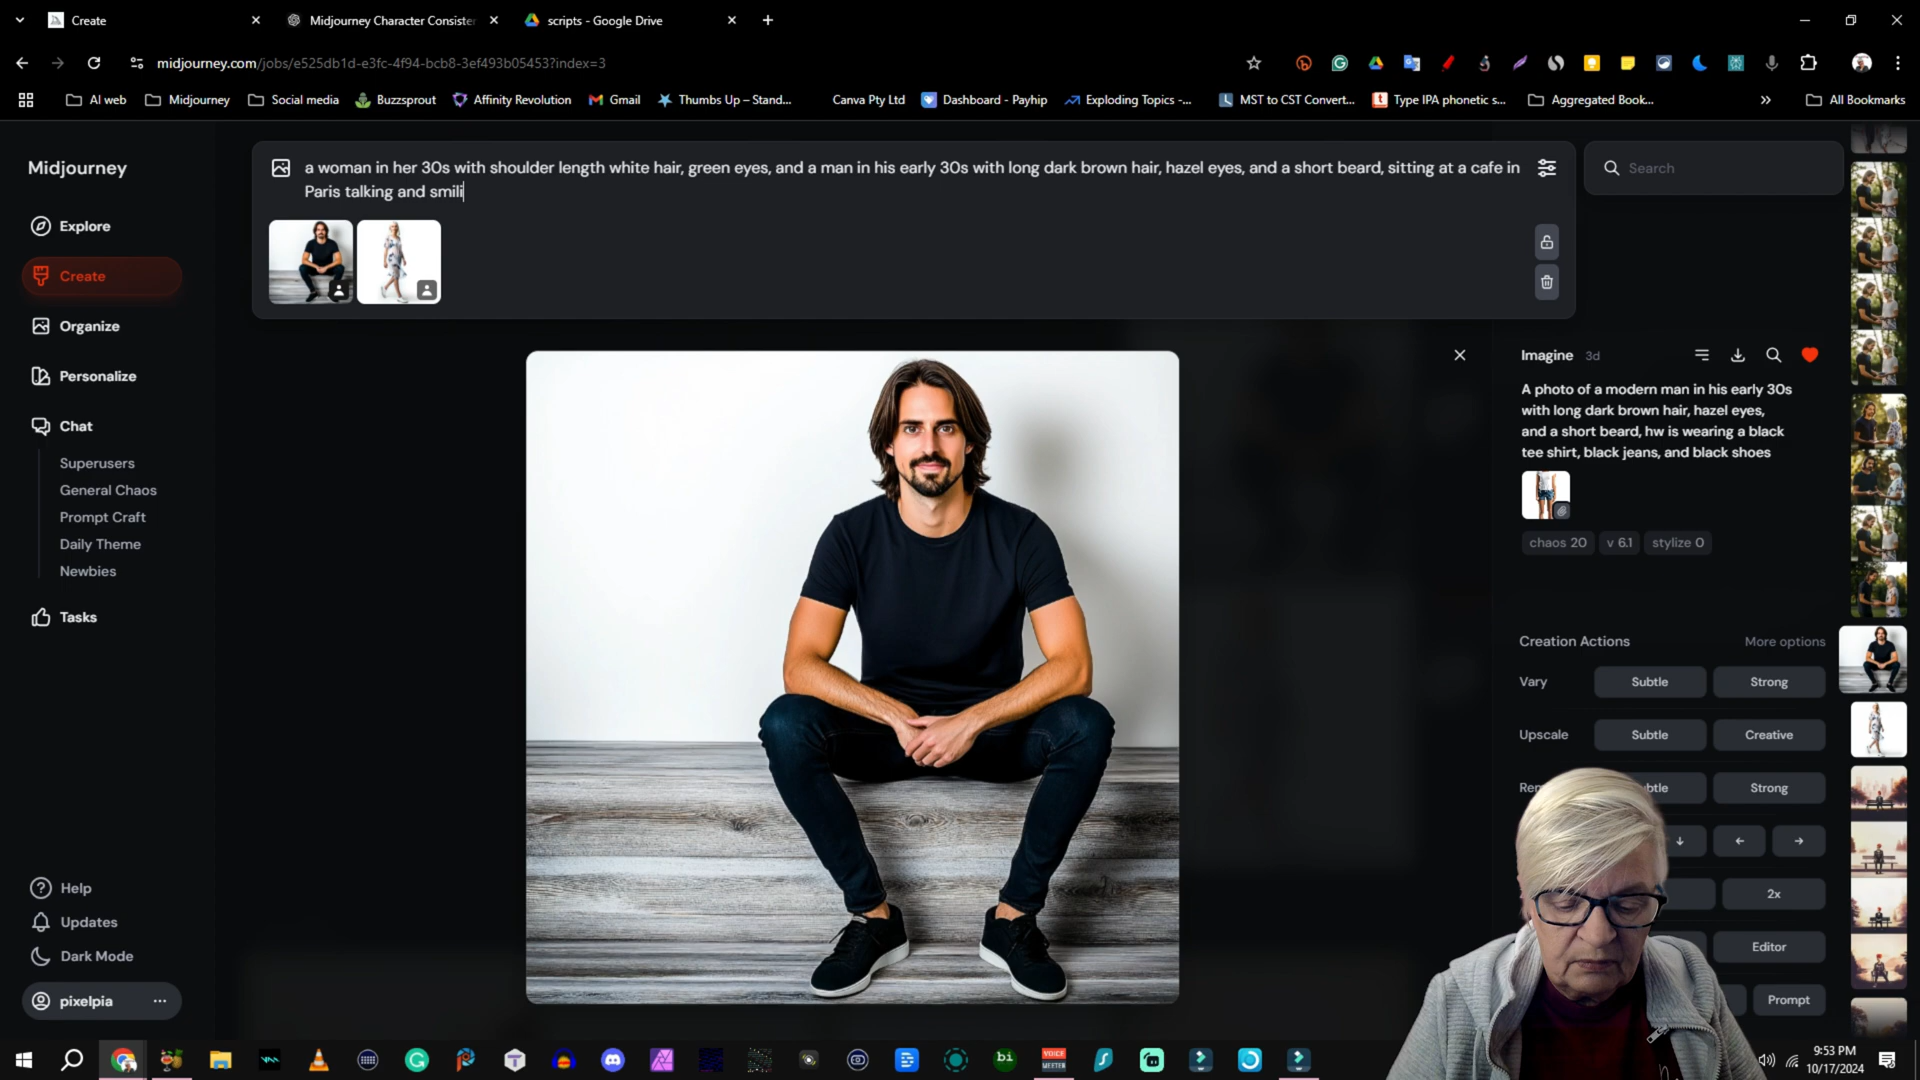 Create
Midjourney Character Consister
scripts - Google Drive
midjourney.com/jobs/e525db1d-e3fc-4f94-bcb8-3ef493b05453?index=3
AI web
Midjourney
Social media
Buzzsprout
Affinity Revolution
Gmail
Thumbs Up – Stand...
Canva Pty Ltd
Dashboard - Payhip
Exploding Topics -...
MST to CST Convert...
Type IPA phonetic s...
Aggregated Book...
All Bookmarks
Midjourney
a woman in her 30s with shoulder length white hair, green eyes, and a man in his early 30s with long dark brown hair, hazel eyes, and a short beard, sitting at a cafe in
Paris talking and smili
Search
Explore
Create
Organize
Personalize
Chat
Superusers
General Chaos
Prompt Craft
Daily Theme
Newbies
Tasks
Help
Updates
Dark Mode
pixelpia
Imagine 3d
A photo of a modern man in his early 30s
with long dark brown hair, hazel eyes,
and a short beard, hw is wearing a black
tee shirt, black jeans, and black shoes
chaos 20 v 6.1 stylize 0
Creation Actions More options
Vary Subtle Strong
Upscale Subtle Creative
Strong
2x
Editor
Prompt
bi
VOICE
MEETER
9:53 PM
10/17/2024